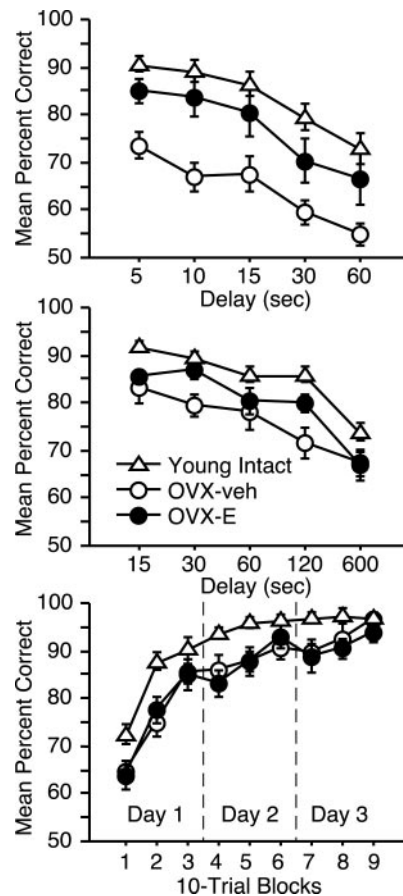 Mean Percent Correct
100
90
80
70
60
50
5 10 15 30 60
Delay (sec)
Mean Percent Correct
100
90
80
70
60
50
Young Intact
OVX-veh
OVX-E
15 30 60 120 600
Delay (sec)
Mean Percent Correct
100
90
80
70
60
50
Day 1 Day 2 Day 3
1 2 3 4 5 6 7 8 9
10-Trial Blocks